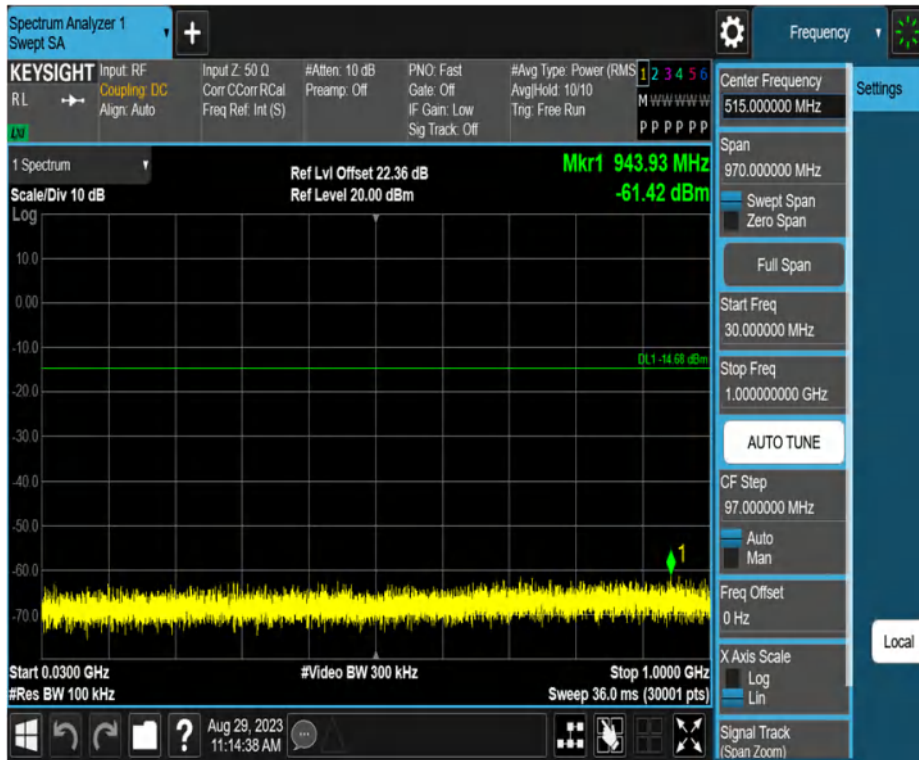 Spectrum Analyzer 1
Swept SA
+
Frequency
KEYSIGHT
RL
LXI
Input: RF
Coupling: DC
Align: Auto
Input Z: 50 Ω
Corr CCorr RCal
Freq Ref: Int (S)
#Atten: 10 dB
Preamp: Off
PNO: Fast
Gate: Off
IF Gain: Low
Sig Track: Off
#Avg Type: Power (RMS
Avg|Hold: 10/10
Trig: Free Run
1 2 3 4 5 6
M W W W W W
P P P P P P
1 Spectrum
Scale/Div 10 dB
Log
Ref Lvl Offset 22.36 dB
Ref Level 20.00 dBm
Mkr1 943.93 MHz
-61.42 dBm
10.0
0.00
-10.0
DL1 -14.68 dBm
-20.0
-30.0
-40.0
-50.0
1
-60.0
-70.0
Start 0.0300 GHz
#Res BW 100 kHz
#Video BW 300 kHz
Stop 1.0000 GHz
Sweep 36.0 ms (30001 pts)
?
Aug 29, 2023
11:14:38 AM
Center Frequency
515.000000 MHz
Span
970.000000 MHz
Swept Span
Zero Span
Full Span
Start Freq
30.000000 MHz
Stop Freq
1.000000000 GHz
AUTO TUNE
CF Step
97.000000 MHz
Auto
Man
Freq Offset
0 Hz
X Axis Scale
Log
Lin
Signal Track
(Span Zoom)
Settings
Local